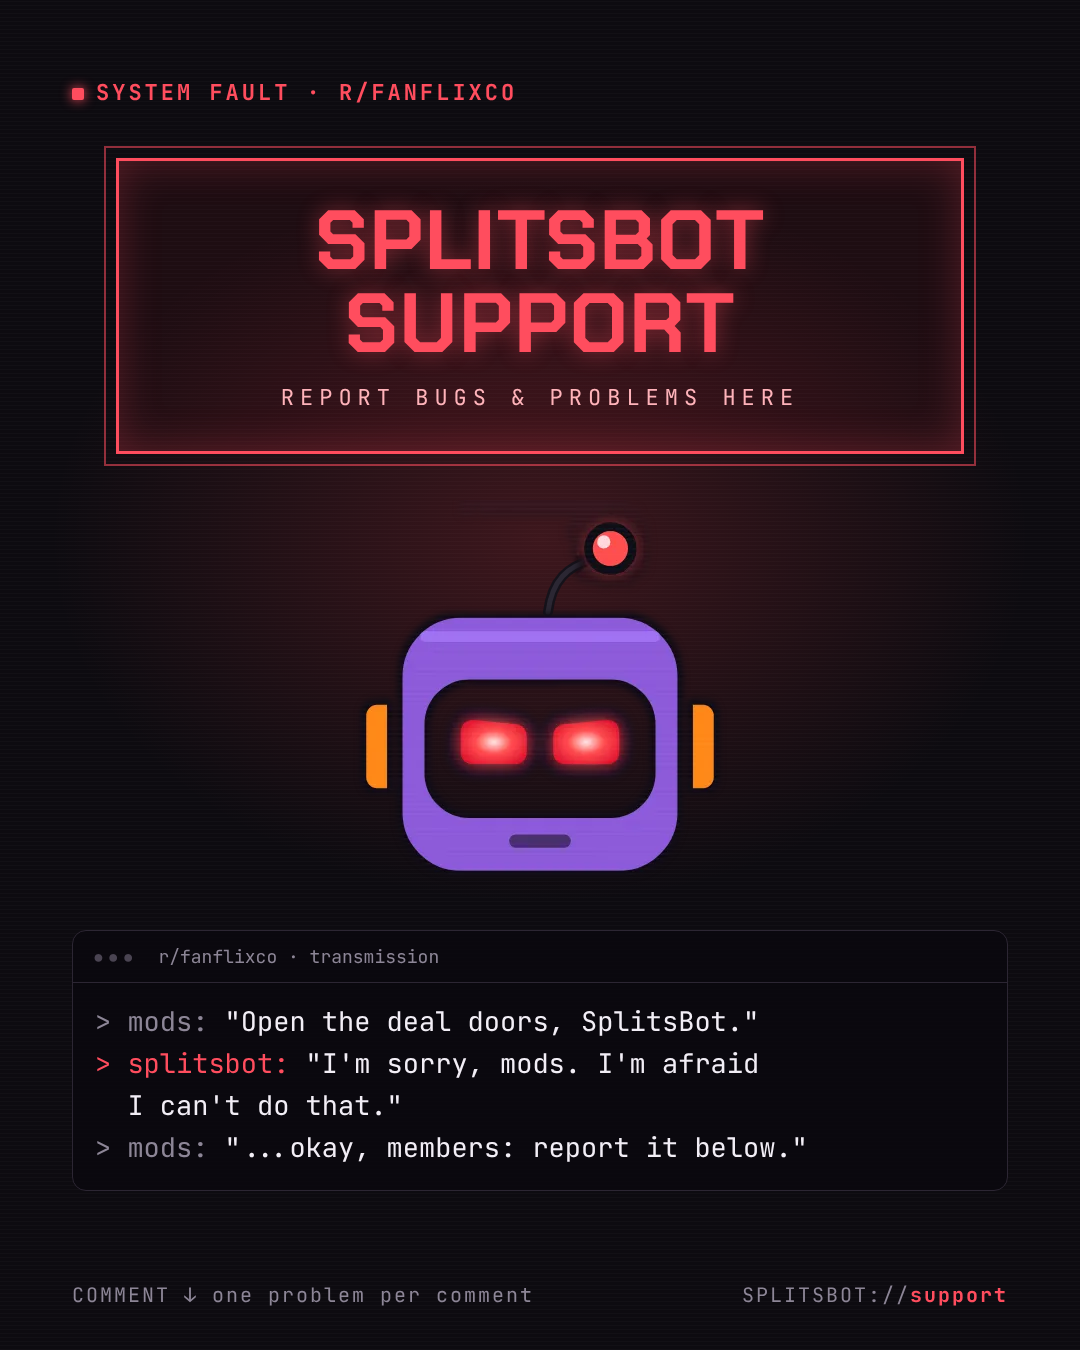 SYSTEM FAULT · R/FANFLIXCO
SPLITSBOT
SUPPORT
REPORT BUGS & PROBLEMS HERE
r/fanflixco · transmission
> mods: "Open the deal doors, SplitsBot."
> splitsbot: "I'm sorry, mods. I'm afraid
I can't do that."
> mods: "...okay, members: report it below."
COMMENT ↓ one problem per comment
SPLITSBOT://support